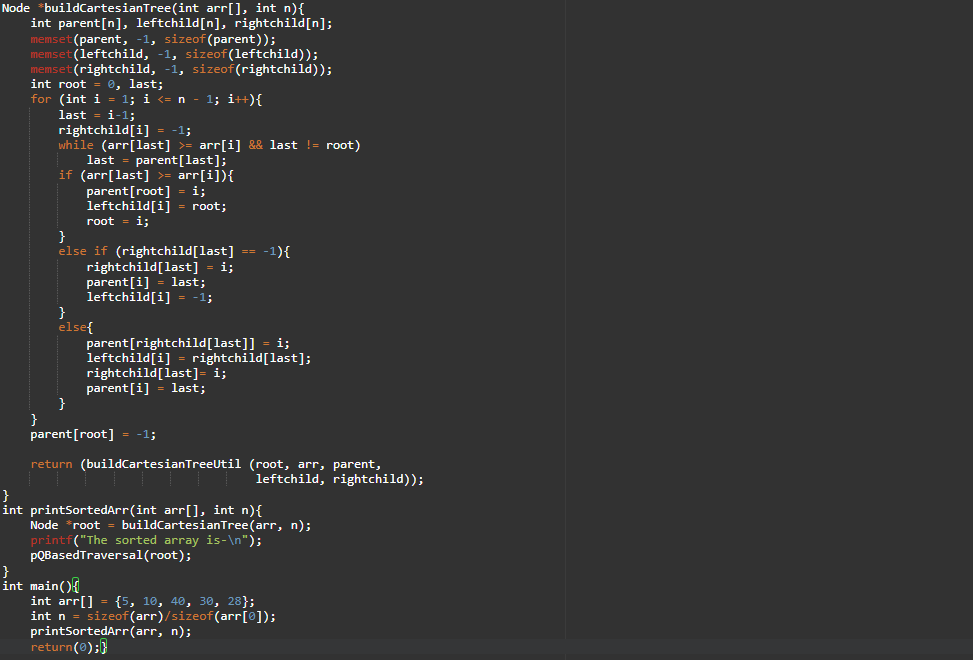 Node *buildCartesianTree(int arr[], int n){
    int parent[n], leftchild[n], rightchild[n];
    memset(parent, -1, sizeof(parent));
    memset(leftchild, -1, sizeof(leftchild));
    memset(rightchild, -1, sizeof(rightchild));
    int root = 0, last;
    for (int i = 1; i <= n - 1; i++){
        last = i-1;
        rightchild[i] = -1;
        while (arr[last] >= arr[i] && last != root)
            last = parent[last];
        if (arr[last] >= arr[i]){
            parent[root] = i;
            leftchild[i] = root;
            root = i;
        }
        else if (rightchild[last] == -1){
            rightchild[last] = i;
            parent[i] = last;
            leftchild[i] = -1;
        }
        else{
            parent[rightchild[last]] = i;
            leftchild[i] = rightchild[last];
            rightchild[last]= i;
            parent[i] = last;
        }
    }
    parent[root] = -1;

    return (buildCartesianTreeUtil (root, arr, parent,
                                    leftchild, rightchild));
}
int printSortedArr(int arr[], int n){
    Node *root = buildCartesianTree(arr, n);
    printf("The sorted array is-\n");
    pQBasedTraversal(root);
}
int main(){
    int arr[] = {5, 10, 40, 30, 28};
    int n = sizeof(arr)/sizeof(arr[0]);
    printSortedArr(arr, n);
    return(0);}